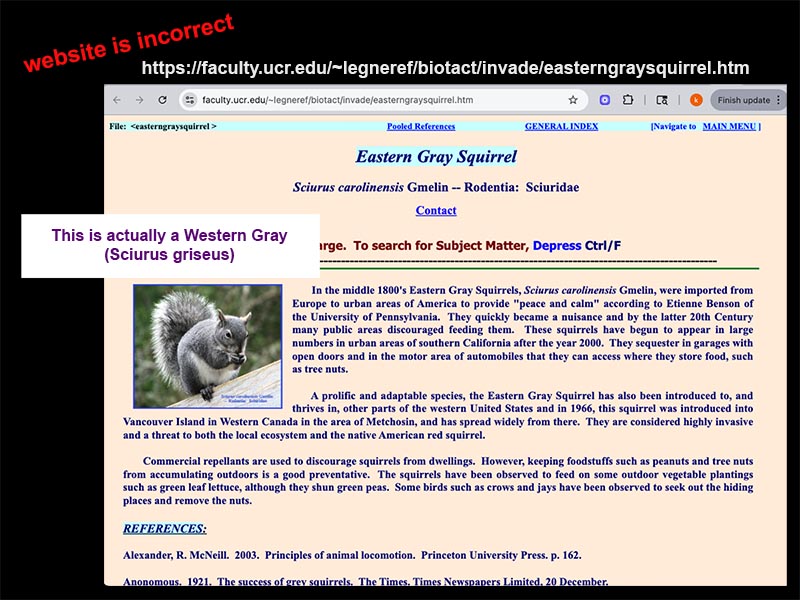 website is incorrect
https://faculty.ucr.edu/~legneref/biotact/invade/easterngraysquirrel.htm
faculty.ucr.edu/~legneref/biotact/invade/easterngraysquirrel.htm
k
Finish update
File: <easterngraysquirrel >
Pooled References
GENERAL INDEX
[Navigate to MAIN MENU ]
Eastern Gray Squirrel
Sciurus carolinensis Gmelin -- Rodentia: Sciuridae
Contact
This is actually a Western Gray
(Sciurus griseus)
arge. To search for Subject Matter, Depress Ctrl/F
In the middle 1800's Eastern Gray Squirrels, Sciurus carolinensis Gmelin, were imported from
Europe to urban areas of America to provide "peace and calm" according to Etienne Benson of
the University of Pennsylvania. They quickly became a nuisance and by the latter 20th Century
many public areas discouraged feeding them. These squirrels have begun to appear in large
numbers in urban areas of southern California after the year 2000. They sequester in garages with
open doors and in the motor area of automobiles that they can access where they store food, such
as tree nuts.
Sciurus carolinensis Gmelin
Rodentia: Sciuridae
A prolific and adaptable species, the Eastern Gray Squirrel has also been introduced to, and
thrives in, other parts of the western United States and in 1966, this squirrel was introduced into
Vancouver Island in Western Canada in the area of Metchosin, and has spread widely from there. They are considered highly invasive
and a threat to both the local ecosystem and the native American red squirrel.
Commercial repellants are used to discourage squirrels from dwellings. However, keeping foodstuffs such as peanuts and tree nuts
from accumulating outdoors is a good preventative. The squirrels have been observed to feed on some outdoor vegetable plantings
such as green leaf lettuce, although they shun green peas. Some birds such as crows and jays have been observed to seek out the hiding
places and remove the nuts.
REFERENCES:
Alexander, R. McNeill. 2003. Principles of animal locomotion. Princeton University Press. p. 162.
Anonomous. 1921. The success of grey squirrels. The Times. Times Newspapers Limited, 20 December.